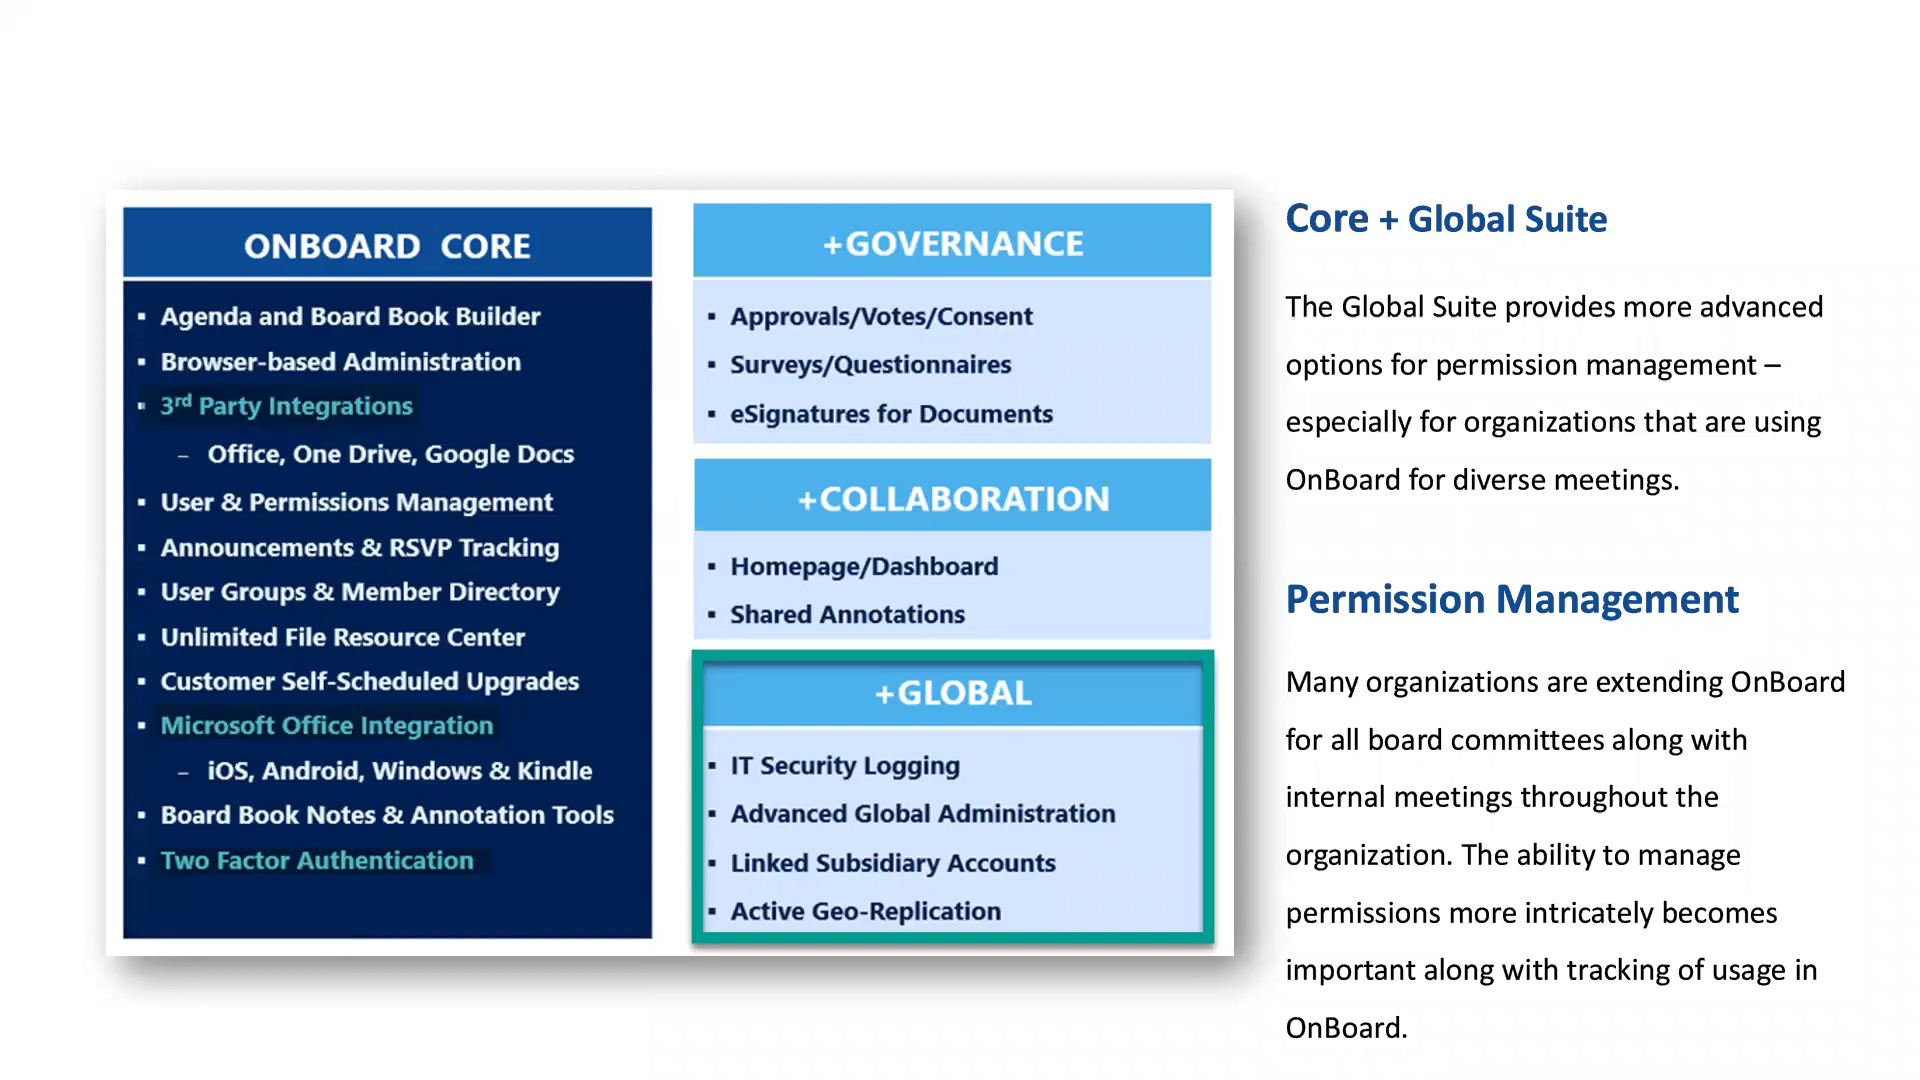 ONBOARD CORE
▪ Agenda and Board Book Builder
▪ Browser-based Administration
▪ 3rd Party Integrations
– Office, One Drive, Google Docs
▪ User & Permissions Management
▪ Announcements & RSVP Tracking
▪ User Groups & Member Directory
▪ Unlimited File Resource Center
▪ Customer Self-Scheduled Upgrades
▪ Microsoft Office Integration
– iOS, Android, Windows & Kindle
▪ Board Book Notes & Annotation Tools
▪ Two Factor Authentication
+GOVERNANCE
▪ Approvals/Votes/Consent
▪ Surveys/Questionnaires
▪ eSignatures for Documents
+COLLABORATION
▪ Homepage/Dashboard
▪ Shared Annotations
+GLOBAL
▪ IT Security Logging
▪ Advanced Global Administration
▪ Linked Subsidiary Accounts
▪ Active Geo-Replication
Core + Global Suite
The Global Suite provides more advanced
options for permission management –
especially for organizations that are using
OnBoard for diverse meetings.
Permission Management
Many organizations are extending OnBoard
for all board committees along with
internal meetings throughout the
organization. The ability to manage
permissions more intricately becomes
important along with tracking of usage in
OnBoard.